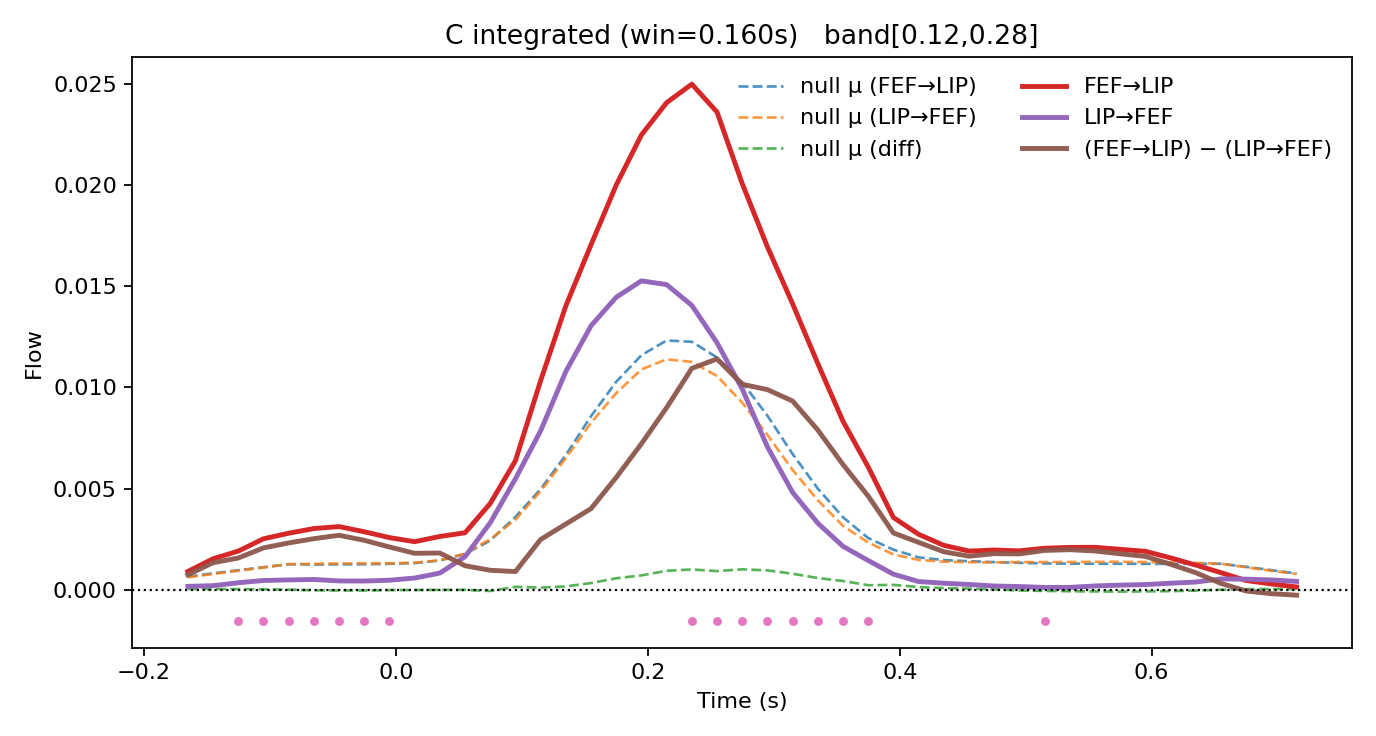 C integrated (win=0.160s)   band[0.12,0.28]
null μ (FEF→LIP)
null μ (LIP→FEF)
null μ (diff)
FEF→LIP
LIP→FEF
(FEF→LIP) − (LIP→FEF)
Flow
0.025
0.020
0.015
0.010
0.005
0.000
−0.2
0.0
0.2
0.4
0.6
Time (s)